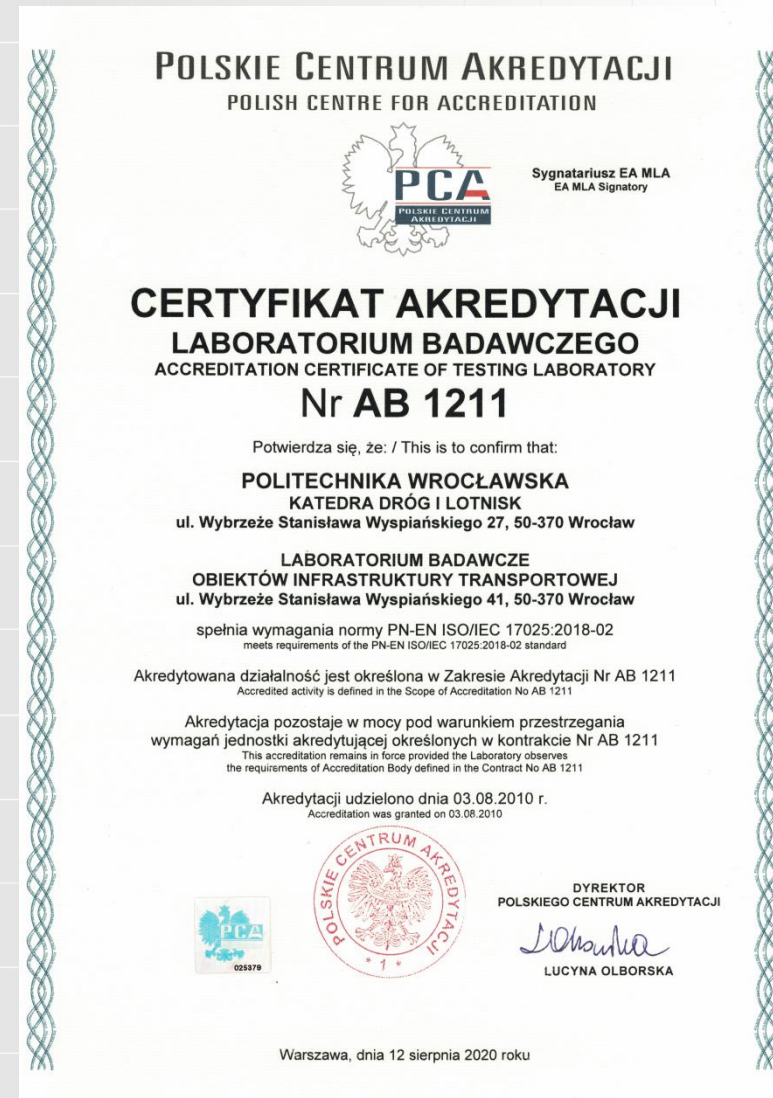 POLSKIE CENTRUM AKREDYTACJI
POLISH CENTRE FOR ACCREDITATION
PCA
POLSKIE CENTRUM
AKREDYTACJI
Sygnatariusz EA MLA
EA MLA Signatory
CERTYFIKAT AKREDYTACJI
LABORATORIUM BADAWCZEGO
ACCREDITATION CERTIFICATE OF TESTING LABORATORY
Nr AB 1211
Potwierdza się, że: / This is to confirm that:
POLITECHNIKA WROCŁAWSKA
KATEDRA DRÓG I LOTNISK
ul. Wybrzeże Stanisława Wyspiańskiego 27, 50-370 Wrocław
LABORATORIUM BADAWCZE
OBIEKTÓW INFRASTRUKTURY TRANSPORTOWEJ
ul. Wybrzeże Stanisława Wyspiańskiego 41, 50-370 Wrocław
spełnia wymagania normy PN-EN ISO/IEC 17025:2018-02
meets requirements of the PN-EN ISO/IEC 17025:2018-02 standard
Akredytowana działalność jest określona w Zakresie Akredytacji Nr AB 1211
Accredited activity is defined in the Scope of Accreditation No AB 1211
Akredytacja pozostaje w mocy pod warunkiem przestrzegania
wymagań jednostki akredytującej określonych w kontrakcie Nr AB 1211
This accreditation remains in force provided the Laboratory observes
the requirements of Accreditation Body defined in the Contract No AB 1211
Akredytacji udzielono dnia 03.08.2010 r.
Accreditation was granted on 03.08.2010
POLSKIE CENTRUM AKREDYTACJI
* 1 *
PCA
025379
DYREKTOR
POLSKIEGO CENTRUM AKREDYTACJI
LUCYNA OLBORSKA
Warszawa, dnia 12 sierpnia 2020 roku